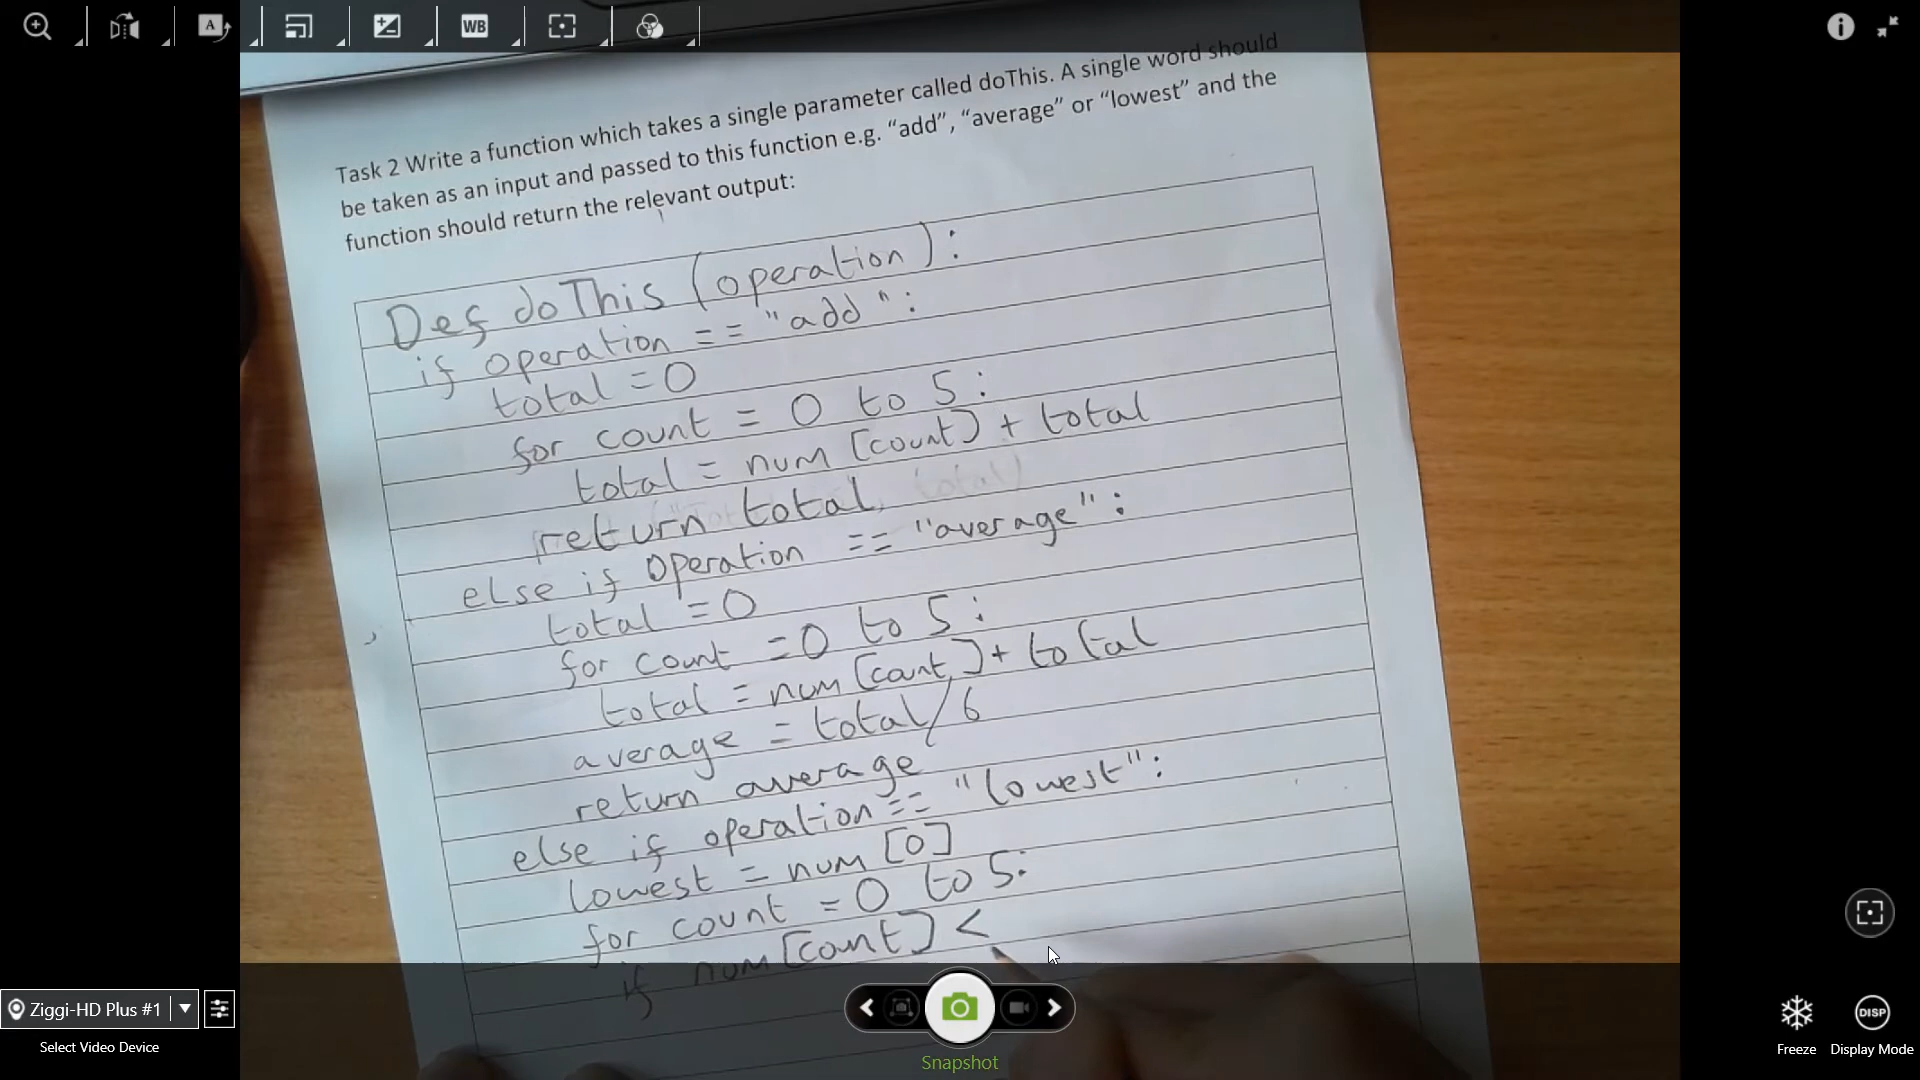 A
WB
Task 2 Write a function which takes a single parameter called doThis. A single word should
be taken as an input and passed to this function e.g. “add”, “average” or “lowest” and the
function should return the relevant output:
Def doThis (operation):
if operation == "add":
total = 0
for count = 0 to 5:
total = num [count] + total
return total
else if operation == "average":
total = 0
for count = 0 to 5:
total = num [count] + total
average = total/6
return average
else if operation == "lowest":
lowest = num [0]
for count = 0 to 5:
if num [count] <
Ziggi-HD Plus #1
Select Video Device
Snapshot
Freeze
DISP
Display Mode